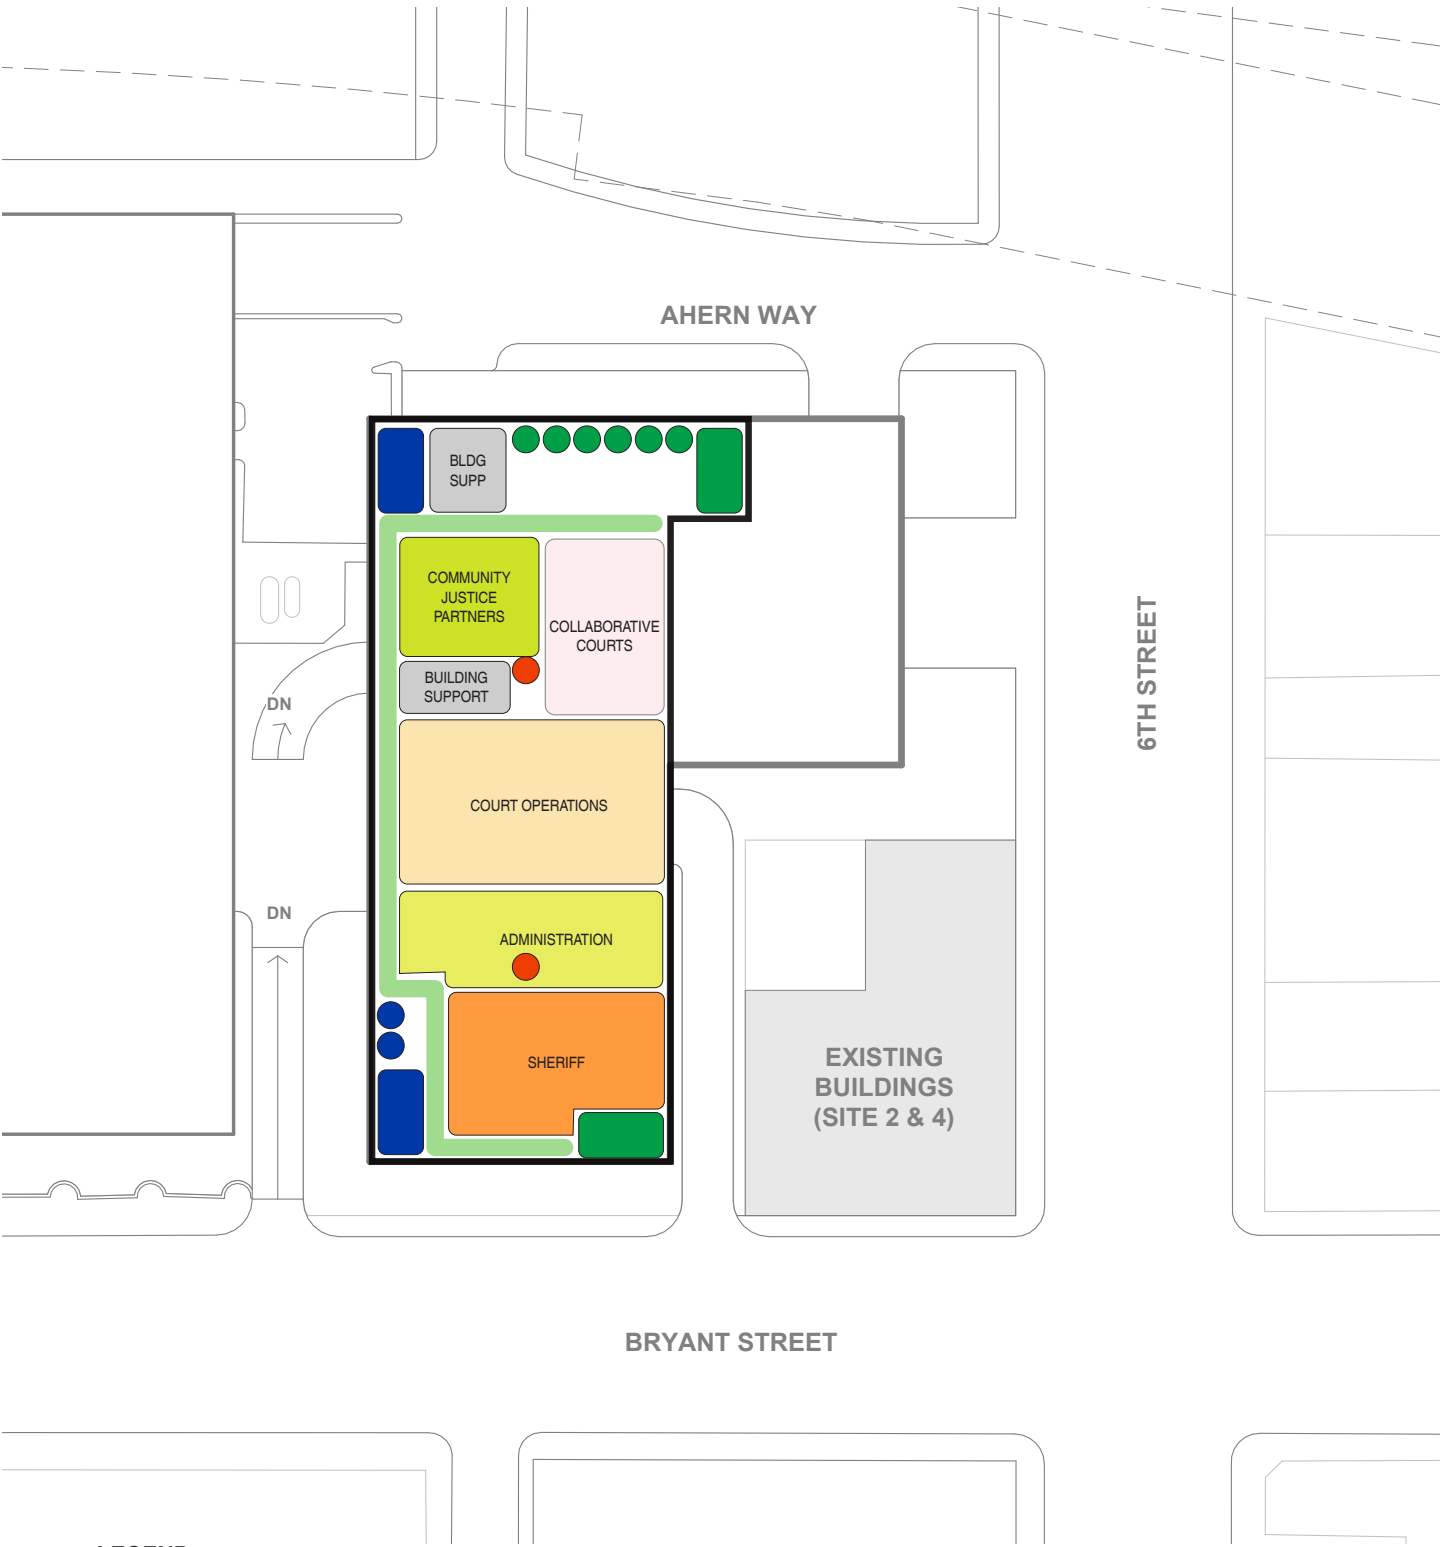 AHERN WAY
BLDG
SUPP
COMMUNITY
JUSTICE
PARTNERS
COLLABORATIVE
COURTS
BUILDING
SUPPORT
DN
6TH STREET
COURT OPERATIONS
DN
ADMINISTRATION
SHERIFF
EXISTING
BUILDINGS
(SITE 2 & 4)
BRYANT STREET